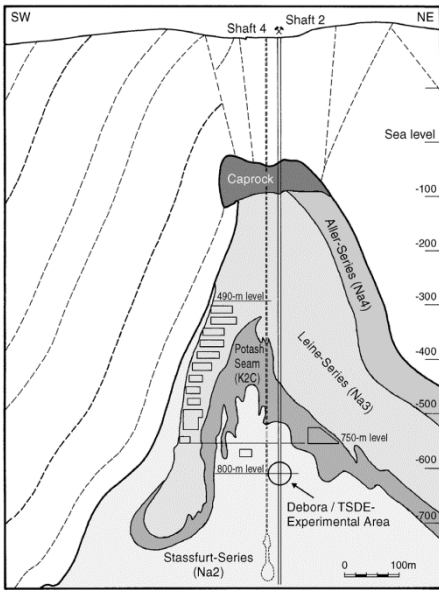 SW
NE
Shaft 4
Shaft 2
Sea level
Caprock
-100
Aller-Series (Na4)
-200
490-m level
-300
Leine-Series (Na3)
Potash
Seam
(K2C)
-400
-500
750-m level
800-m level
-600
Debora / TSDE-
Experimental Area
-700
Stassfurt-Series
(Na2)
0
100m